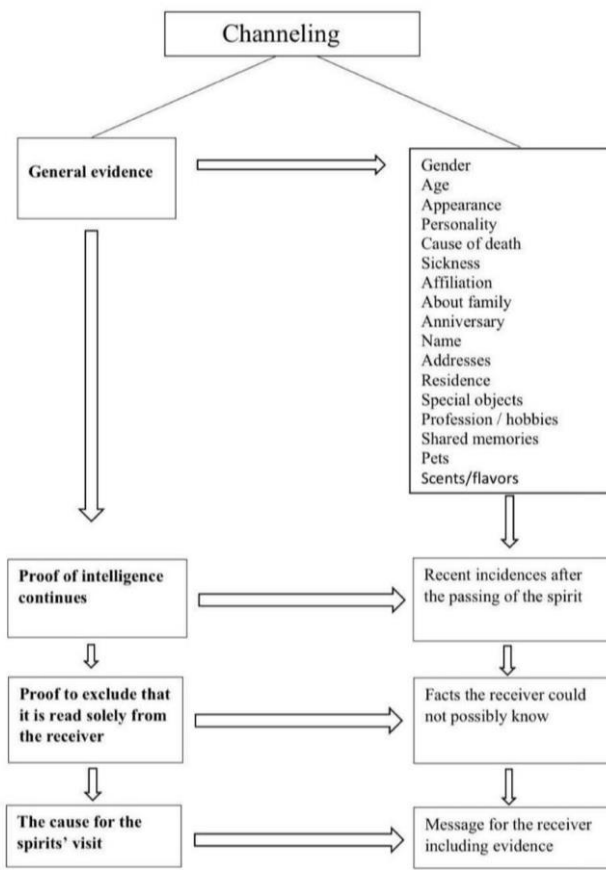 Channeling
General evidence
Gender
Age
Appearance
Personality
Cause of death
Sickness
Affiliation
About family
Anniversary
Name
Addresses
Residence
Special objects
Profession / hobbies
Shared memories
Pets
Scents/flavors
Proof of intelligence
continues
Recent incidences after
the passing of the spirit
Proof to exclude that
it is read solely from
the receiver
Facts the receiver could
not possibly know
The cause for the
spirits’ visit
Message for the receiver
including evidence